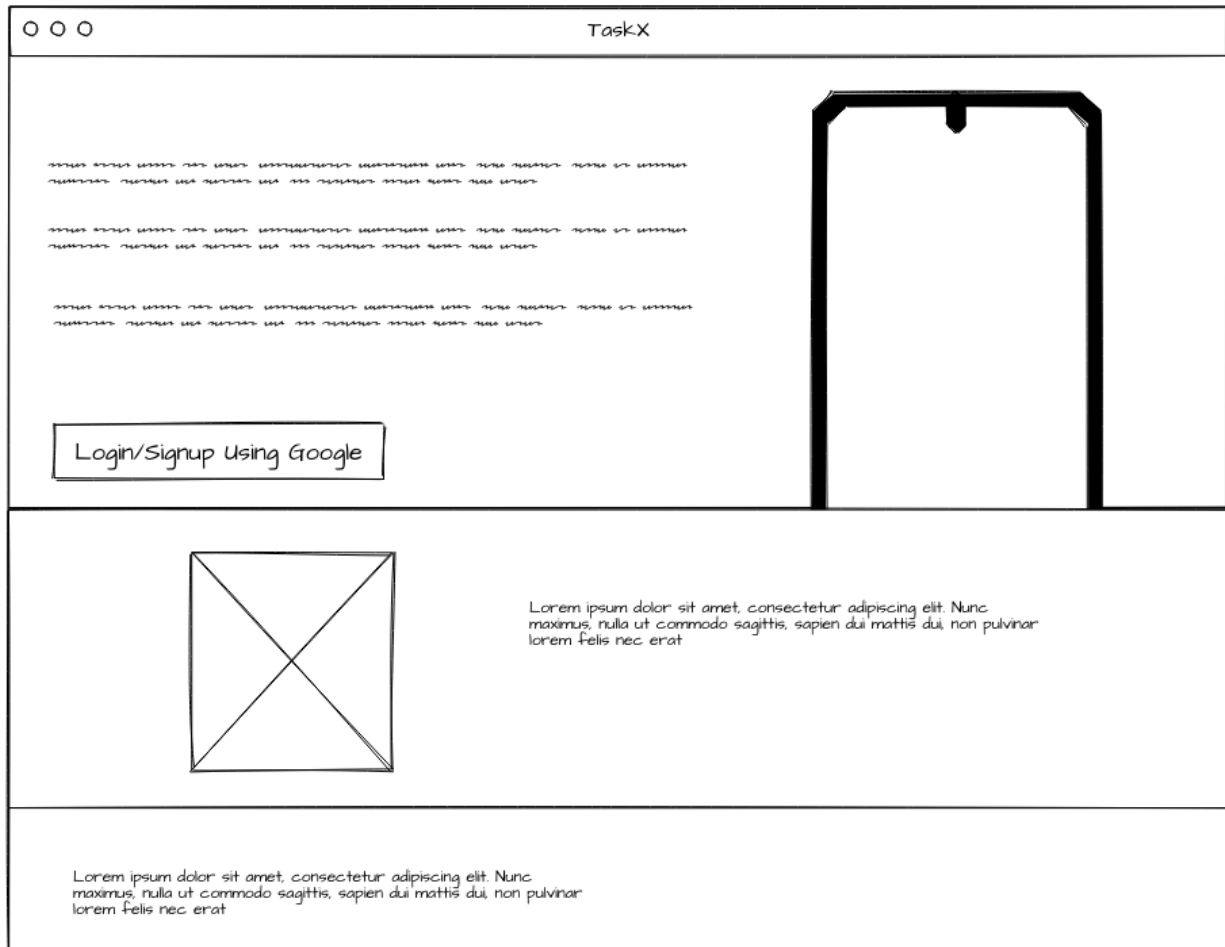 TaskX
Login/Signup Using Google
Lorem ipsum dolor sit amet, consectetur adipiscing elit. Nunc
maximus, nulla ut commodo sagittis, sapien dui mattis dui, non pulvinar
lorem felis nec erat
Lorem ipsum dolor sit amet, consectetur adipiscing elit. Nunc
maximus, nulla ut commodo sagittis, sapien dui mattis dui, non pulvinar
lorem felis nec erat